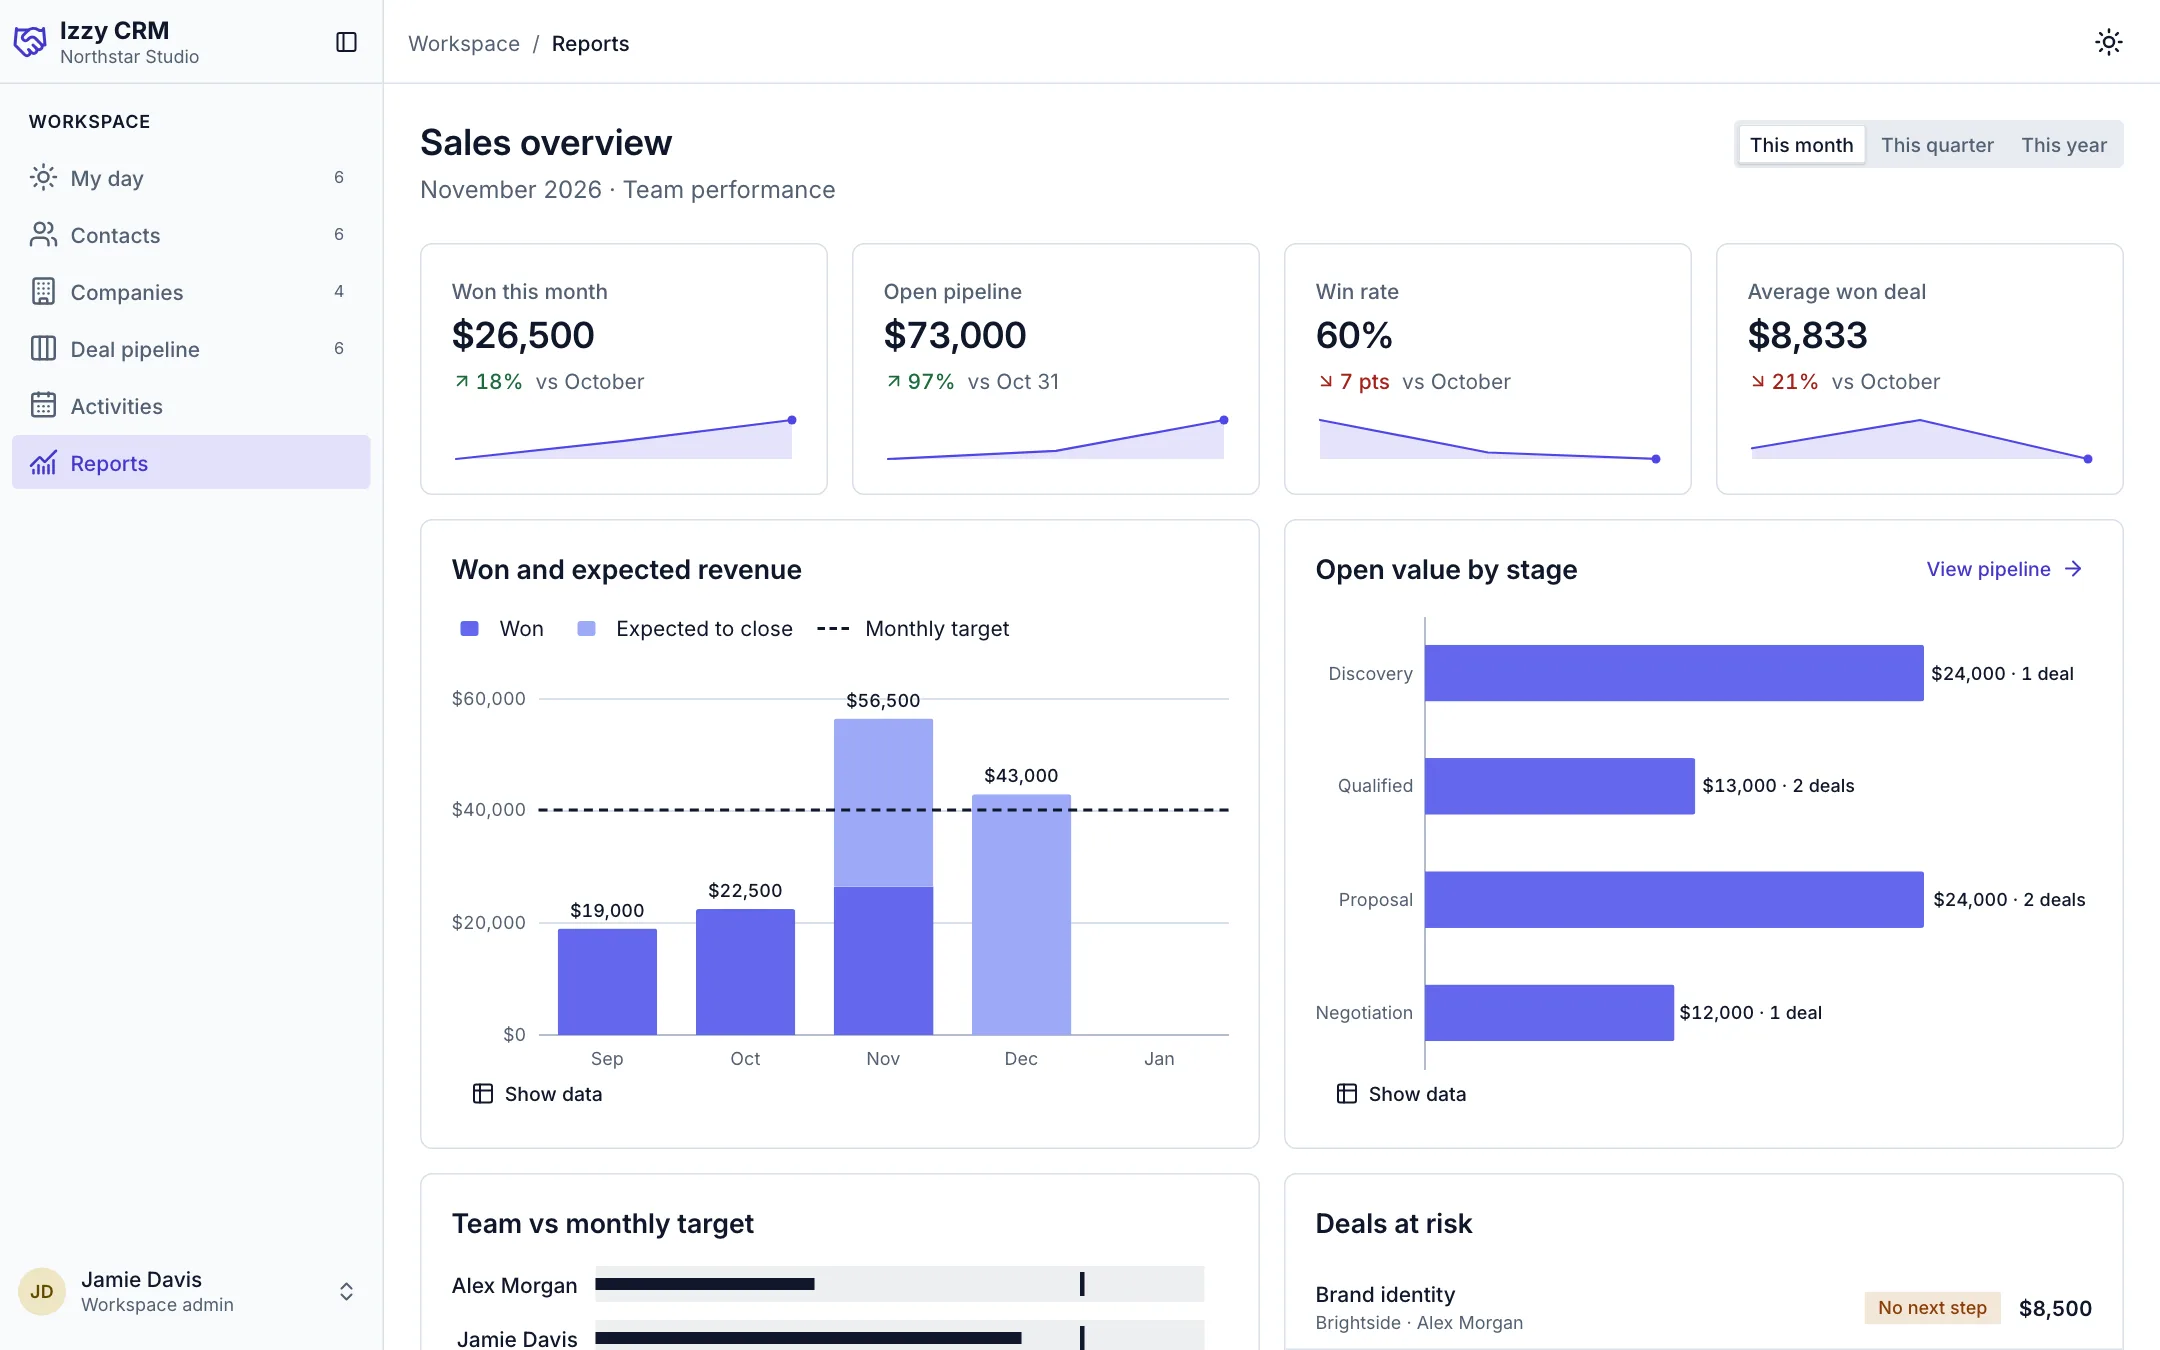 Izzy CRM
Northstar Studio
WORKSPACE
My day 6
Contacts 6
Companies 4
Deal pipeline 6
Activities
Reports
JD
Jamie Davis
Workspace admin
Workspace / Reports
Sales overview
November 2026 · Team performance
This month This quarter This year
Won this month
$26,500
18% vs October
Open pipeline
$73,000
97% vs Oct 31
Win rate
60%
7 pts vs October
Average won deal
$8,833
21% vs October
Won and expected revenue
Won Expected to close Monthly target
$60,000
$40,000
$20,000
$0
$19,000
$22,500
$56,500
$43,000
Sep Oct Nov Dec Jan
Show data
Open value by stage
View pipeline
Discovery $24,000 · 1 deal
Qualified $13,000 · 2 deals
Proposal $24,000 · 2 deals
Negotiation $12,000 · 1 deal
Show data
Team vs monthly target
Alex Morgan
Jamie Davis
Deals at risk
Brand identity
Brightside · Alex Morgan
No next step $8,500